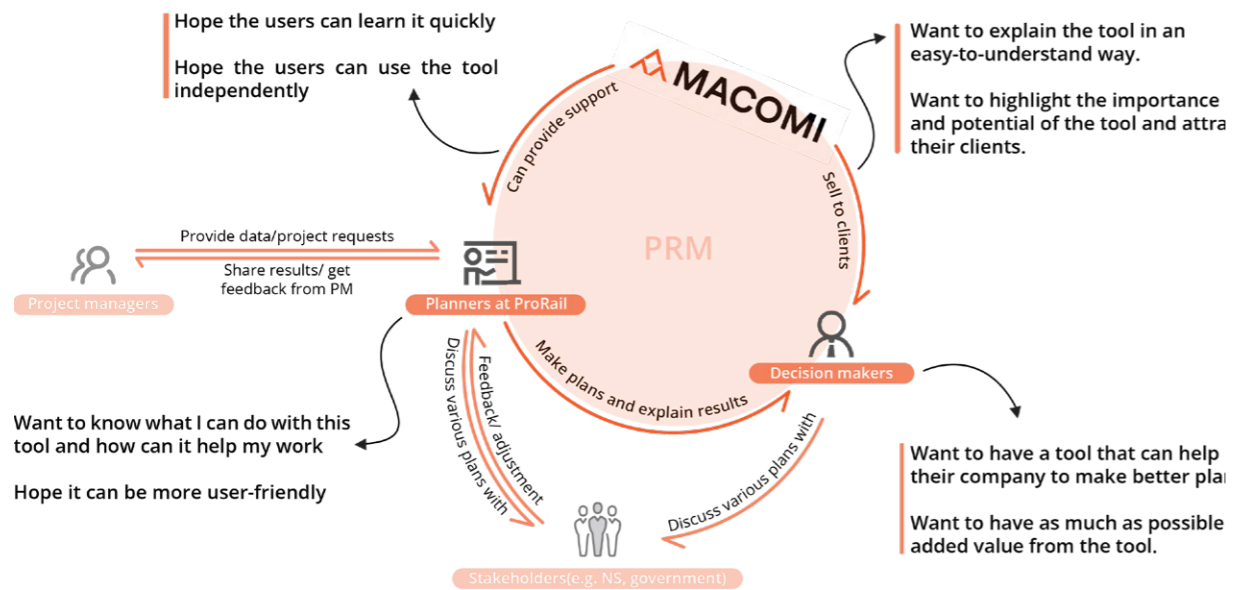 Hope the users can learn it quickly
Hope the users can use the tool
independently
MACOMI
Want to explain the tool in an
easy-to-understand way.
Want to highlight the importance
and potential of the tool and attra
their clients.
Can provide support
Sell to clients
PRM
Provide data/project requests
Share results/ get
feedback from PM
Project managers
Planners at ProRail
Decision makers
Make plans and explain results
Discuss various plans with
Feedback/ adjustment
Discuss various plans with
Want to know what I can do with this
tool and how can it help my work
Hope it can be more user-friendly
Want to have a tool that can help
their company to make better pla
Want to have as much as possible
added value from the tool.
Stakeholders(e.g. NS, government)